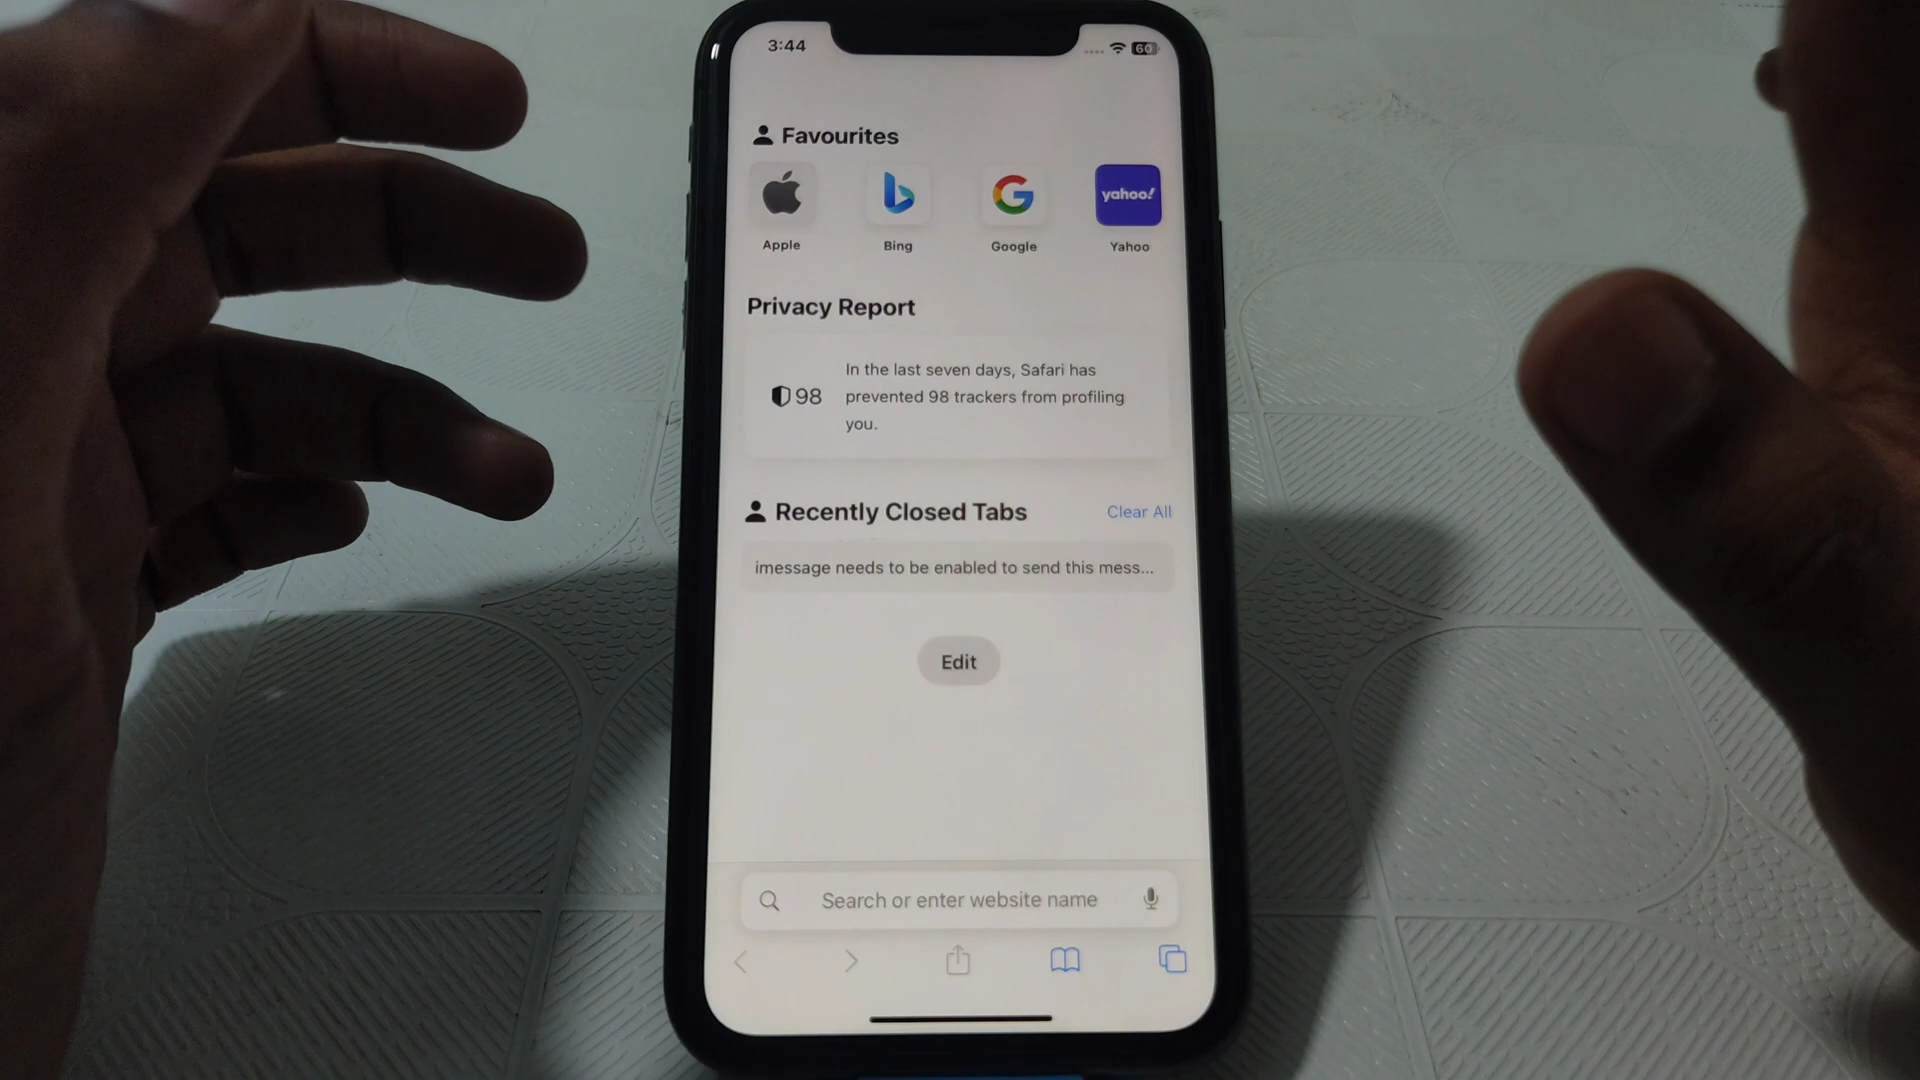 3:44
60
Favourites
yahoo!
Apple
Bing
Google
Yahoo
Privacy Report
98
In the last seven days, Safari has
prevented 98 trackers from profiling
you.
Recently Closed Tabs
Clear All
imessage needs to be enabled to send this mess...
Edit
Search or enter website name